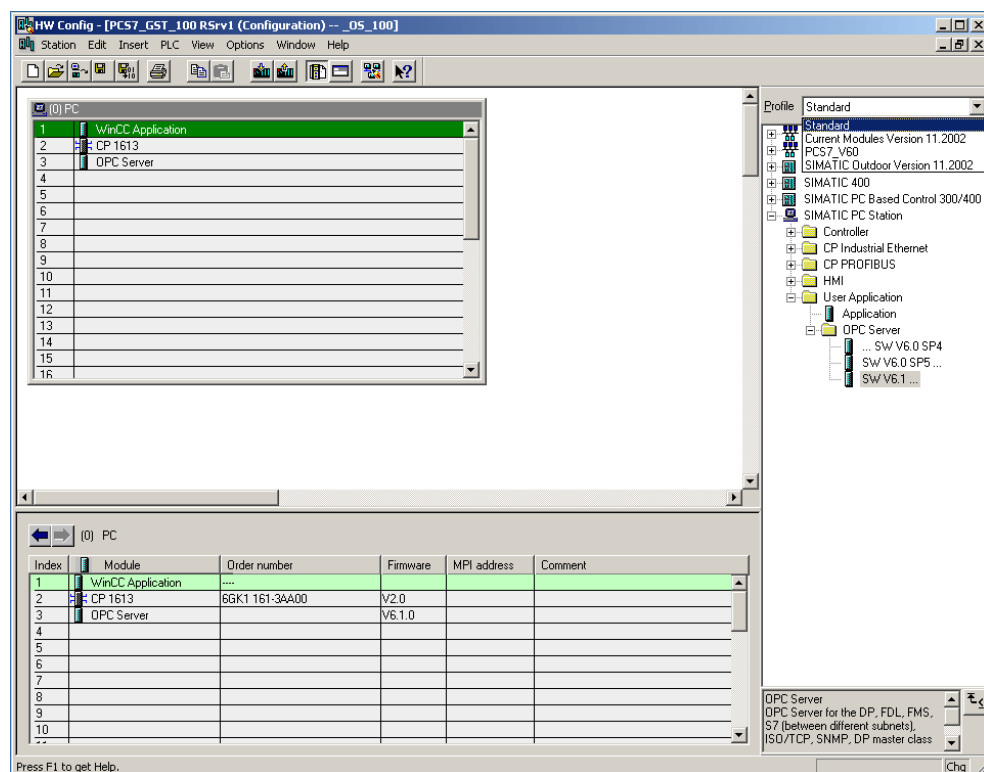 HW Config - [PCS7_GST_100 RSrv1 (Configuration) -- _OS_100]
Station Edit Insert PLC View Options Window Help
(0) PC
1 WinCC Application
2 CP 1613
3 OPC Server
4
5
6
7
8
9
10
11
12
13
14
15
16
Profile Standard
Standard
Current Modules Version 11.2002
PCS7_V60
SIMATIC Outdoor Version 11.2002
SIMATIC 400
SIMATIC PC Based Control 300/400
SIMATIC PC Station
Controller
CP Industrial Ethernet
CP PROFIBUS
HMI
User Application
Application
OPC Server
... SW V6.0 SP4
SW V6.0 SP5 ...
SW V6.1 ...
(0) PC
Index Module Order number Firmware MPI address Comment
1 WinCC Application ----
2 CP 1613 6GK1 161-3AA00 V2.0
3 OPC Server V6.1.0
4
5
6
7
8
9
10
OPC Server
OPC Server for the DP, FDL, FMS,
S7 (between different subnets),
ISO/TCP, SNMP, DP master class
Press F1 to get Help.
Chg